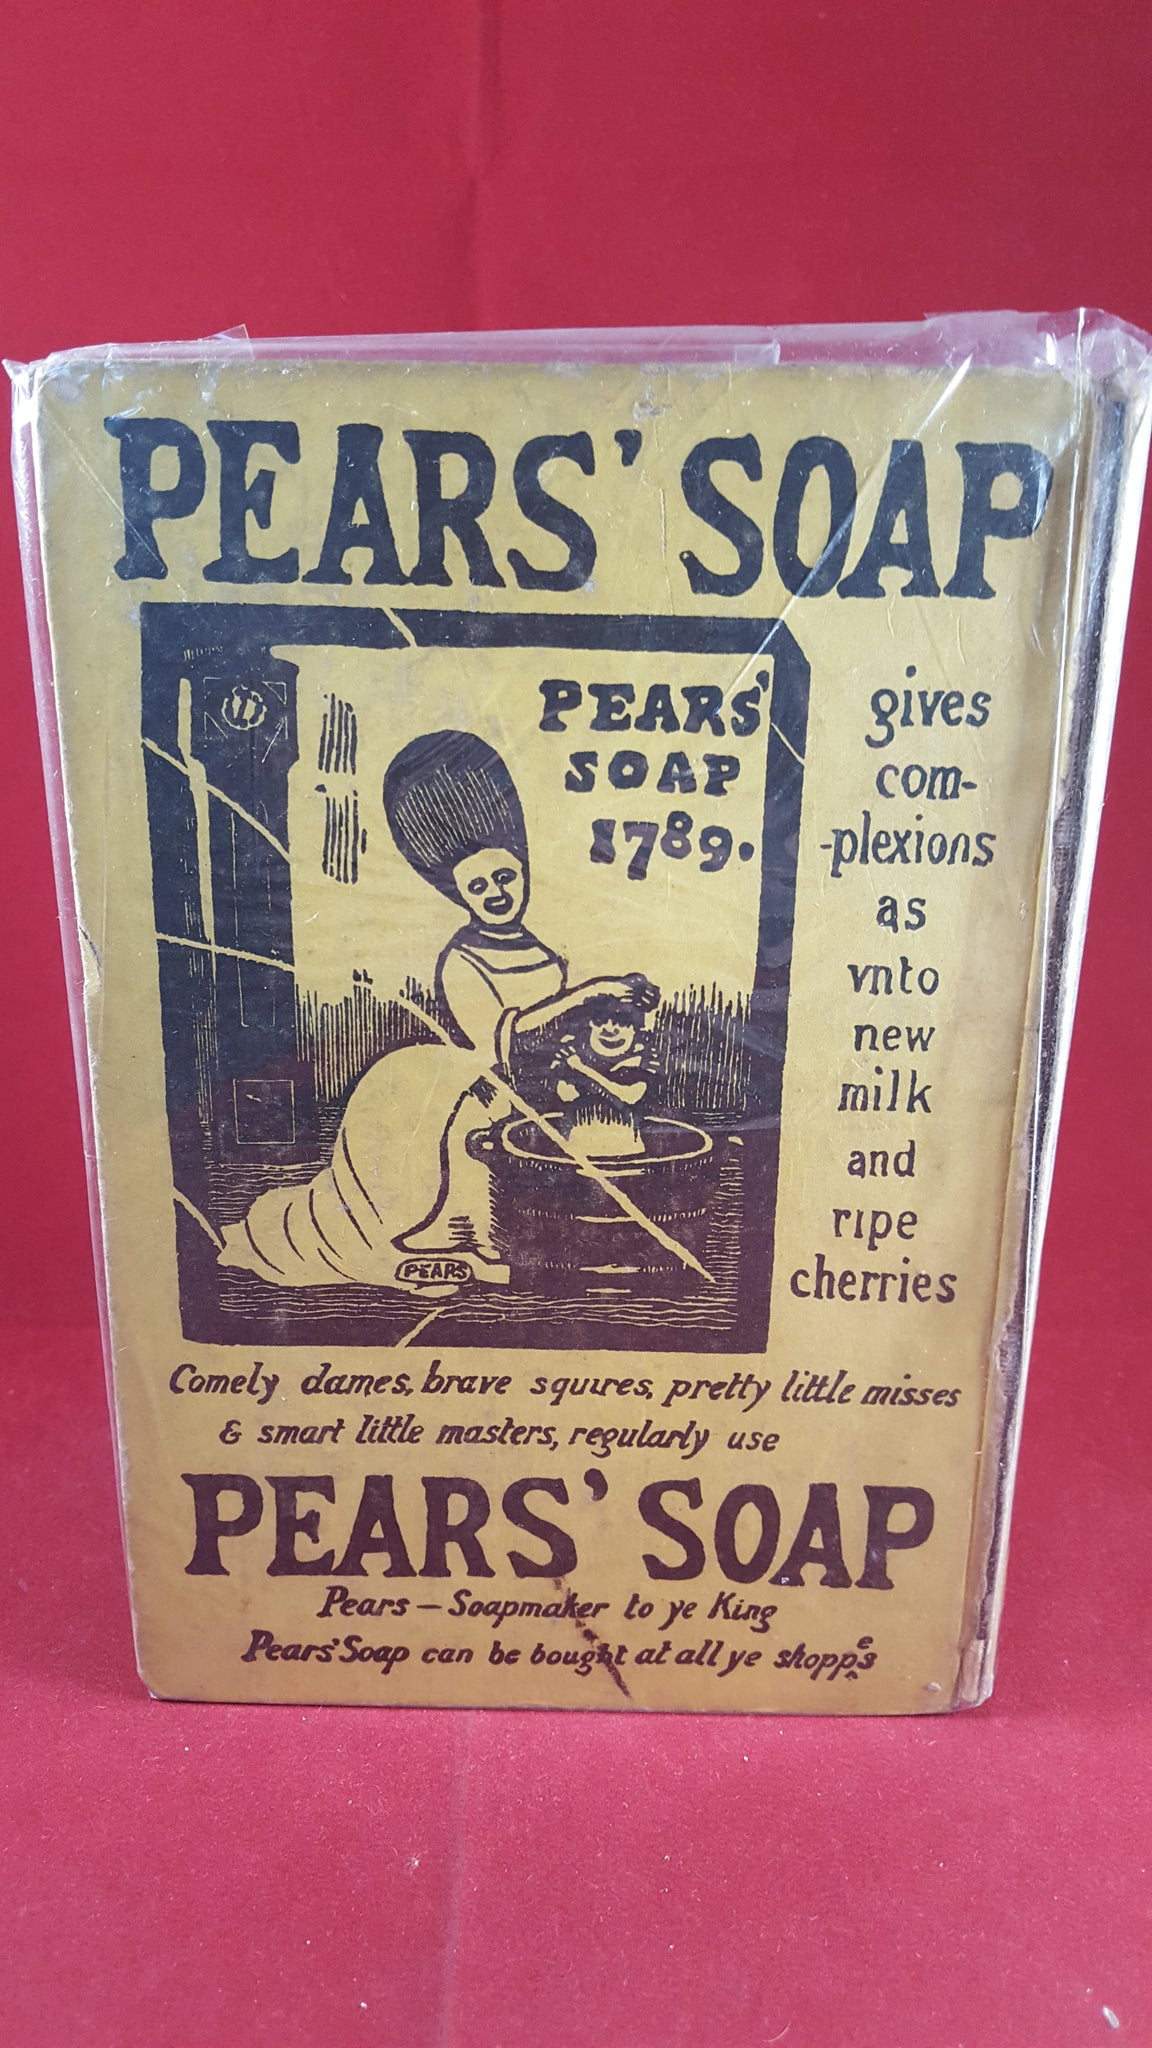 PEARS' SOAP
PEARS'
SOAP
1789.
gives
com-
-plexions
as
vnto
new
milk
and
ripe
cherries
PEARS
Comely dames, brave squires, pretty little misses
& smart little masters, regularly use
PEARS' SOAP
Pears — Soapmaker to ye King
Pears' Soap can be bought at all ye shoppes